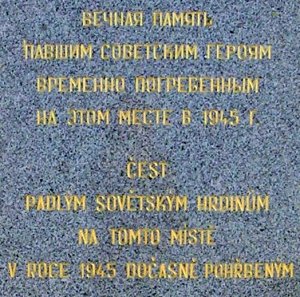 ВЕЧНАЯ ПАМЯТЬ
ПАВШИМ СОВЕТСКИМ ГЕРОЯМ
ВРЕМЕННО ПОГРЕБЕННЫМ
НА ЭТОМ МЕСТЕ В 1945 Г.
ČEST
PADLÝM SOVĚTSKÝM HRDINŮM
NA TOMTO MÍSTĚ
V ROCE 1945 DOČASNĚ POHŘBENÝM